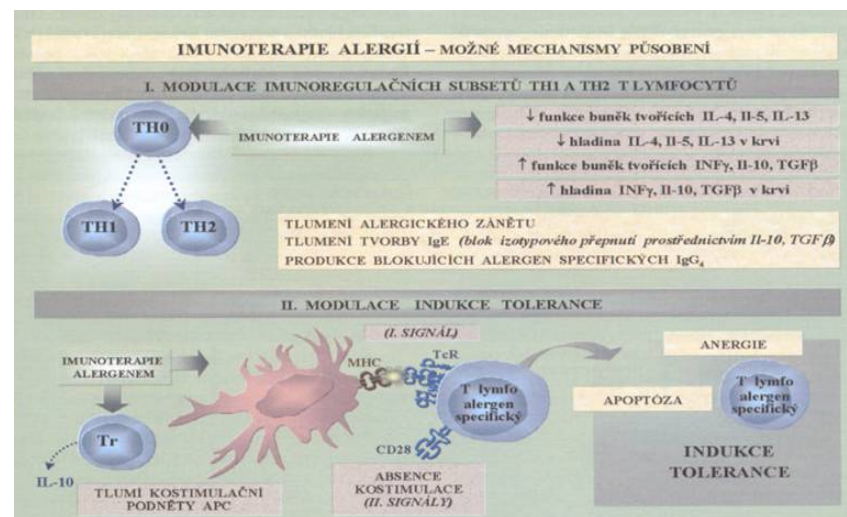 IMUNOTERAPIE ALERGIÍ – MOŽNÉ MECHANISMY PŮSOBENÍ
I. MODULACE IMUNOREGULAČNÍCH SUBSETŮ TH1 A TH2 T LYMFOCYTŮ
TH0
IMUNOTERAPIE ALERGENEM
↓ funkce buněk tvořících IL-4, Il-5, IL-13
↓ hladina IL-4, Il-5, IL-13 v krvi
↑ funkce buněk tvořících INFγ, Il-10, TGFβ
↑ hladina INFγ, Il-10, TGFβ v krvi
TH1
TH2
TLUMENÍ ALERGICKÉHO ZÁNĚTU
TLUMENÍ TVORBY IgE (blok izotypového přepnutí prostřednictvím Il-10, TGFβ)
PRODUKCE BLOKUJÍCÍCH ALERGEN SPECIFICKÝCH IgG₄
II. MODULACE INDUKCE TOLERANCE
IMUNOTERAPIE
ALERGENEM
(I. SIGNÁL)
MHC
TcR
T lymfo
alergen
specifický
CD28
ABSENCE
KOSTIMULACE
(II. SIGNÁLY)
Tr
IL-10
TLUMÍ KOSTIMULAČNÍ
PODNĚTY APC
ANERGIE
APOPTÓZA
T lymfo
alergen
specifický
INDUKCE
TOLERANCE